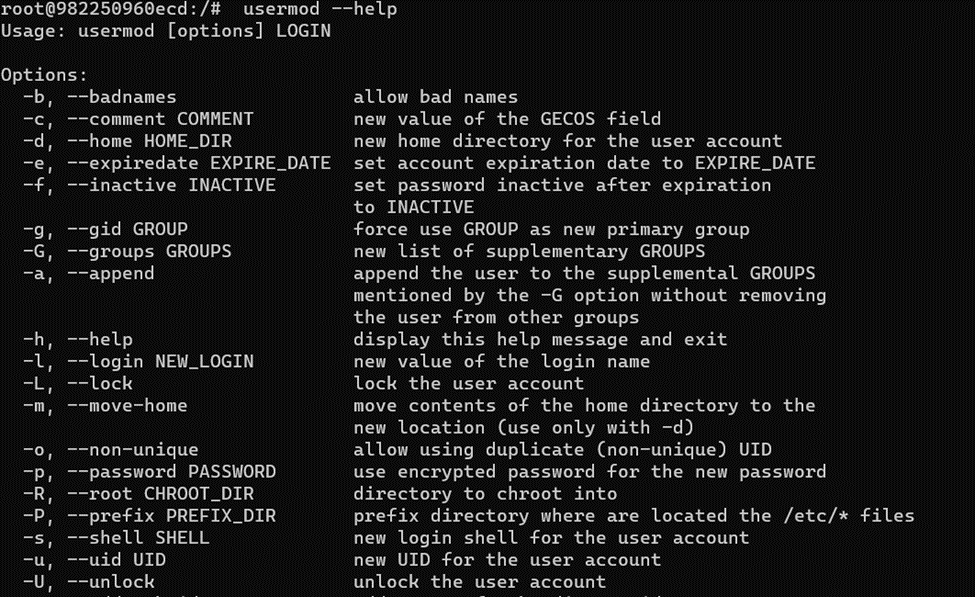 root@982250960ecd:/#  usermod --help
Usage: usermod [options] LOGIN

Options:
  -b, --badnames                allow bad names
  -c, --comment COMMENT         new value of the GECOS field
  -d, --home HOME_DIR           new home directory for the user account
  -e, --expiredate EXPIRE_DATE  set account expiration date to EXPIRE_DATE
  -f, --inactive INACTIVE       set password inactive after expiration
                                to INACTIVE
  -g, --gid GROUP               force use GROUP as new primary group
  -G, --groups GROUPS           new list of supplementary GROUPS
  -a, --append                  append the user to the supplemental GROUPS
                                mentioned by the -G option without removing
                                the user from other groups
  -h, --help                    display this help message and exit
  -l, --login NEW_LOGIN         new value of the login name
  -L, --lock                    lock the user account
  -m, --move-home               move contents of the home directory to the
                                new location (use only with -d)
  -o, --non-unique              allow using duplicate (non-unique) UID
  -p, --password PASSWORD       use encrypted password for the new password
  -R, --root CHROOT_DIR         directory to chroot into
  -P, --prefix PREFIX_DIR       prefix directory where are located the /etc/* files
  -s, --shell SHELL             new login shell for the user account
  -u, --uid UID                 new UID for the user account
  -U, --unlock                  unlock the user account